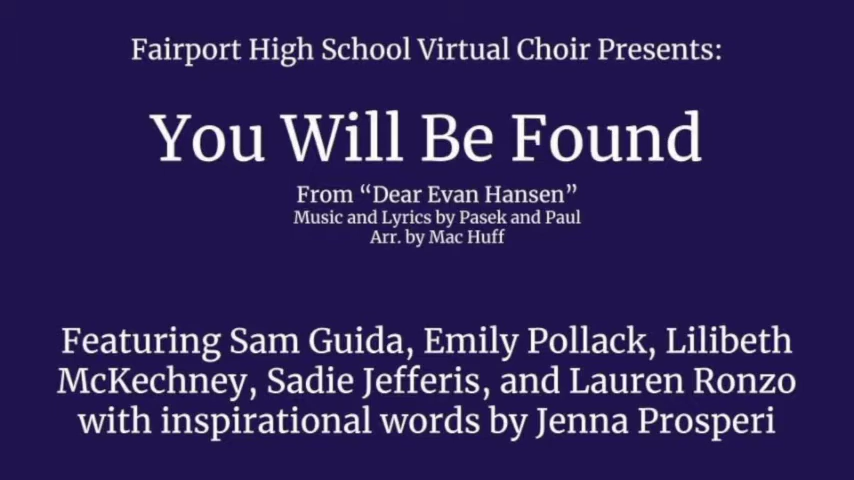 Fairport High School Virtual Choir Presents:
You Will Be Found
From “Dear Evan Hansen”
Music and Lyrics by Pasek and Paul
Arr. by Mac Huff
Featuring Sam Guida, Emily Pollack, Lilibeth
McKechney, Sadie Jefferis, and Lauren Ronzo
with inspirational words by Jenna Prosperi